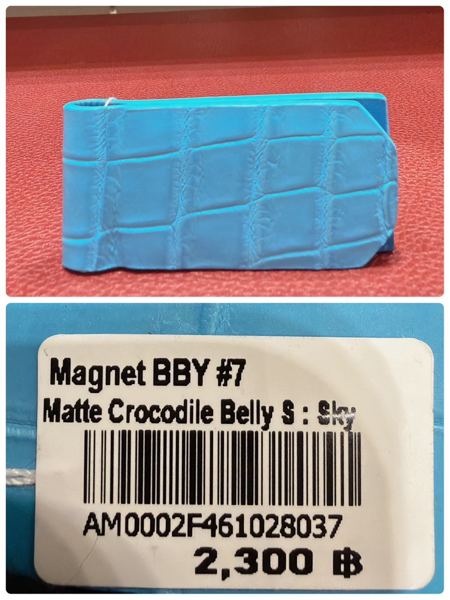 Magnet BBY #7
Matte Crocodile Belly S : Sky
AM0002F461028037
2,300 ฿